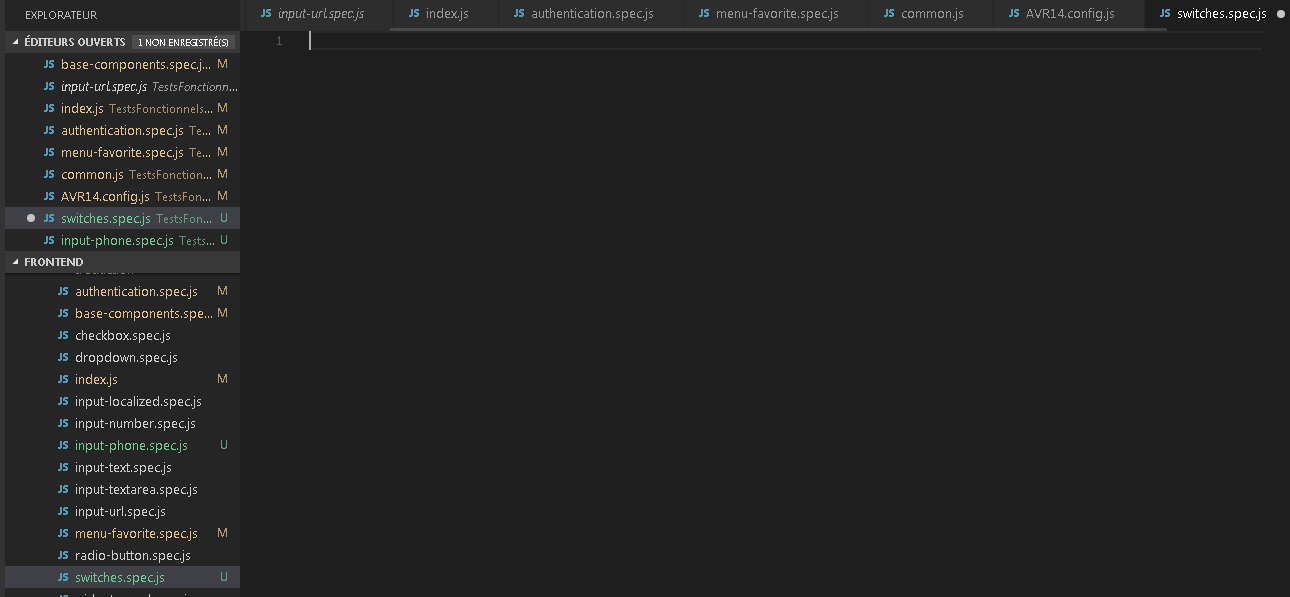 EXPLORATEUR
JS input-url.spec.js JS index.js JS authentication.spec.js JS menu-favorite.spec.js JS common.js JS AVR14.config.js JS switches.spec.js
ÉDITEURS OUVERTS 1 NON ENREGISTRÉ(S)
1
JS base-components.spec.j... M
JS input-url.spec.js TestsFonctionn...
JS index.js TestsFonctionnels... M
JS authentication.spec.js Te... M
JS menu-favorite.spec.js Te... M
JS common.js TestsFonction... M
JS AVR14.config.js TestsFon... M
JS switches.spec.js TestsFon... U
JS input-phone.spec.js Tests... U
FRONTEND
JS authentication.spec.js M
JS base-components.spe... M
JS checkbox.spec.js
JS dropdown.spec.js
JS index.js M
JS input-localized.spec.js
JS input-number.spec.js
JS input-phone.spec.js U
JS input-text.spec.js
JS input-textarea.spec.js
JS input-url.spec.js
JS menu-favorite.spec.js M
JS radio-button.spec.js
JS switches.spec.js U